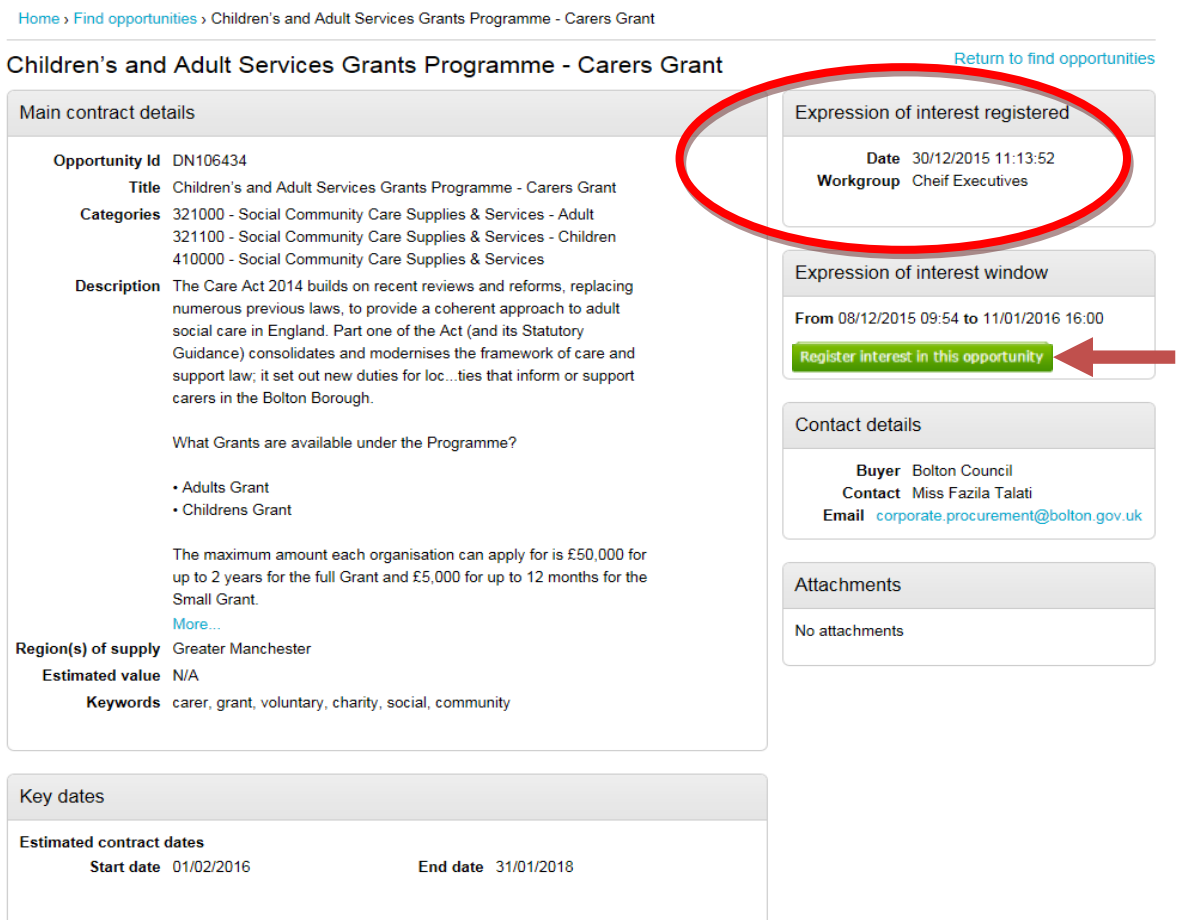 Home › Find opportunities › Children's and Adult Services Grants Programme - Carers Grant
Children's and Adult Services Grants Programme - Carers Grant
Return to find opportunities
Main contract details
Opportunity Id DN106434
Title Children's and Adult Services Grants Programme - Carers Grant
Categories 321000 - Social Community Care Supplies & Services - Adult
321100 - Social Community Care Supplies & Services - Children
410000 - Social Community Care Supplies & Services
Description The Care Act 2014 builds on recent reviews and reforms, replacing
numerous previous laws, to provide a coherent approach to adult
social care in England. Part one of the Act (and its Statutory
Guidance) consolidates and modernises the framework of care and
support law; it set out new duties for loc...ties that inform or support
carers in the Bolton Borough.
What Grants are available under the Programme?
• Adults Grant
• Childrens Grant
The maximum amount each organisation can apply for is £50,000 for
up to 2 years for the full Grant and £5,000 for up to 12 months for the
Small Grant.
More...
Region(s) of supply Greater Manchester
Estimated value N/A
Keywords carer, grant, voluntary, charity, social, community
Key dates
Estimated contract dates
Start date 01/02/2016 End date 31/01/2018
Expression of interest registered
Date 30/12/2015 11:13:52
Workgroup Cheif Executives
Expression of interest window
From 08/12/2015 09:54 to 11/01/2016 16:00
Register interest in this opportunity
Contact details
Buyer Bolton Council
Contact Miss Fazila Talati
Email corporate.procurement@bolton.gov.uk
Attachments
No attachments